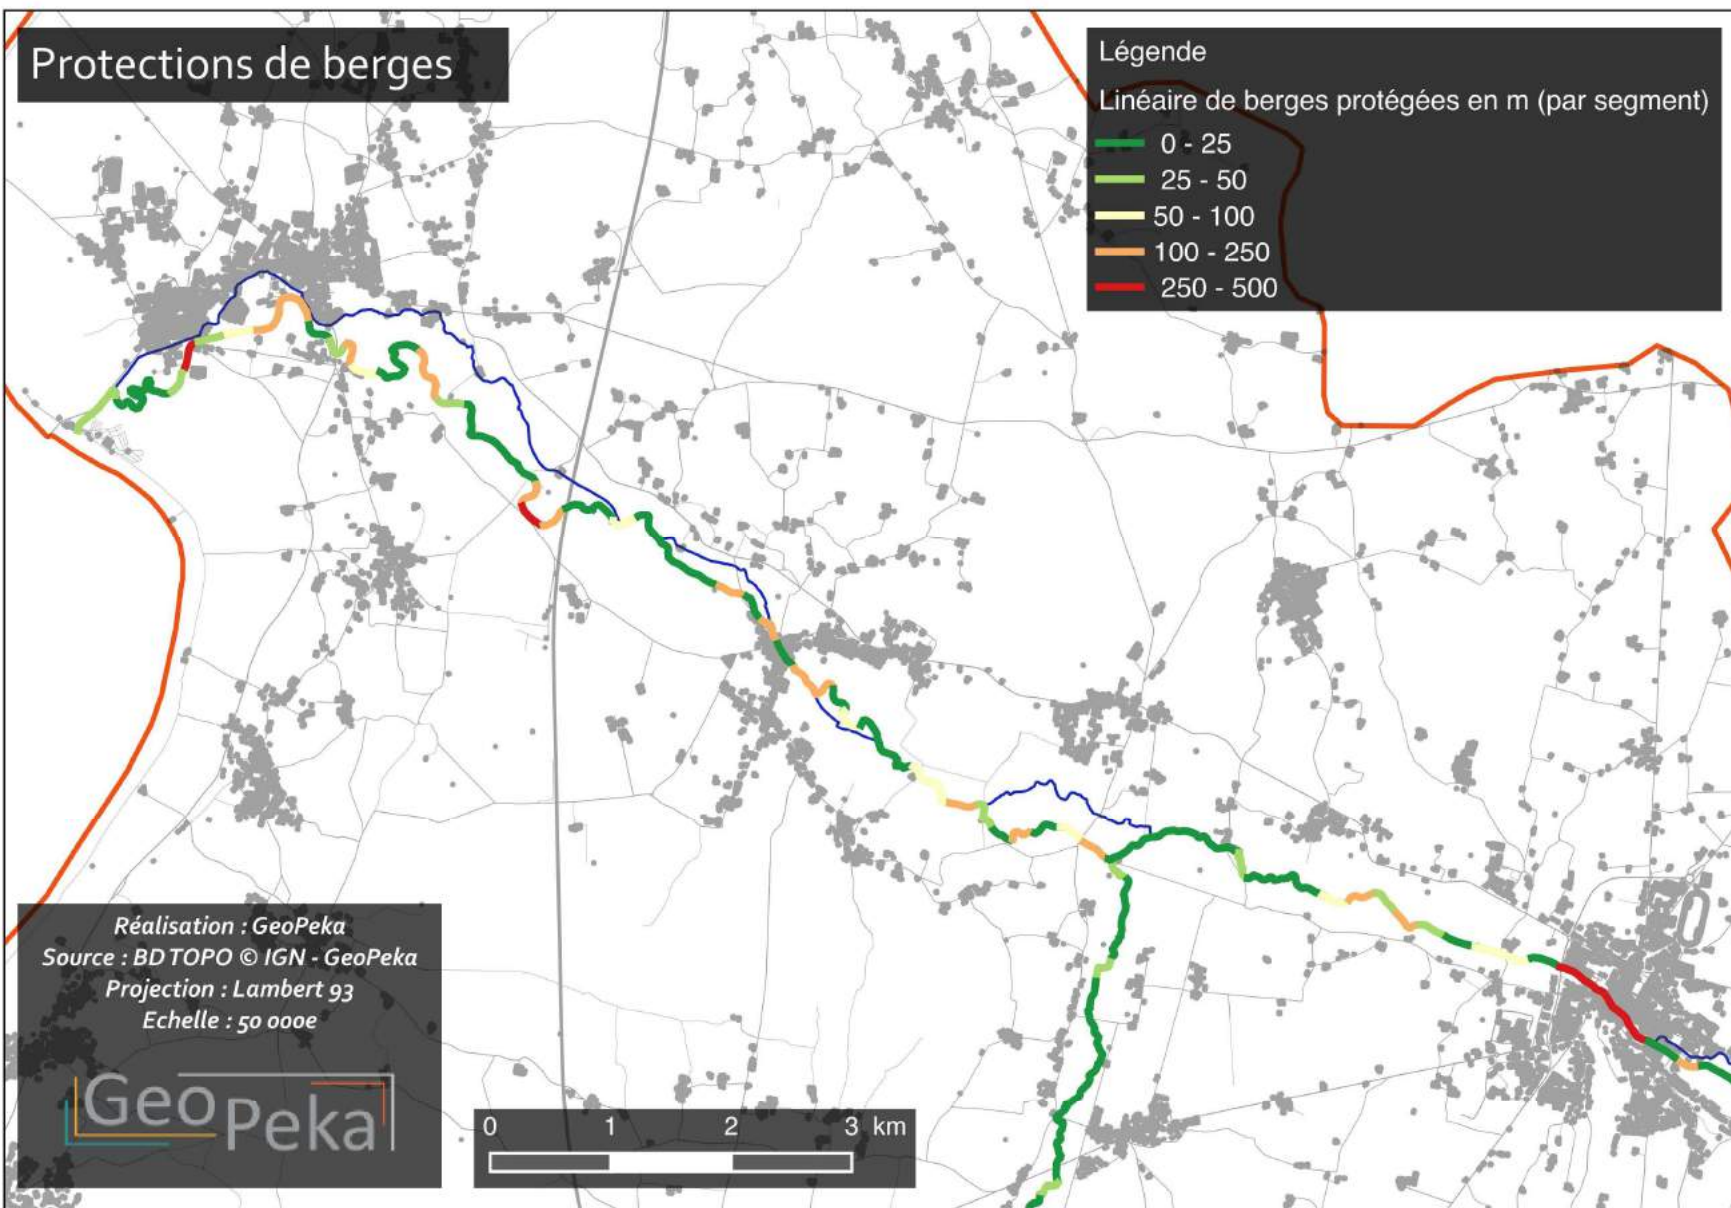 Protections de berges
Légende
Linéaire de berges protégées en m (par segment)
0 - 25
25 - 50
50 - 100
100 - 250
250 - 500
Réalisation : GeoPeka
Source : BD TOPO © IGN - GeoPeka
Projection : Lambert 93
Echelle : 50 000e
GeoPeka
0 1 2 3 km